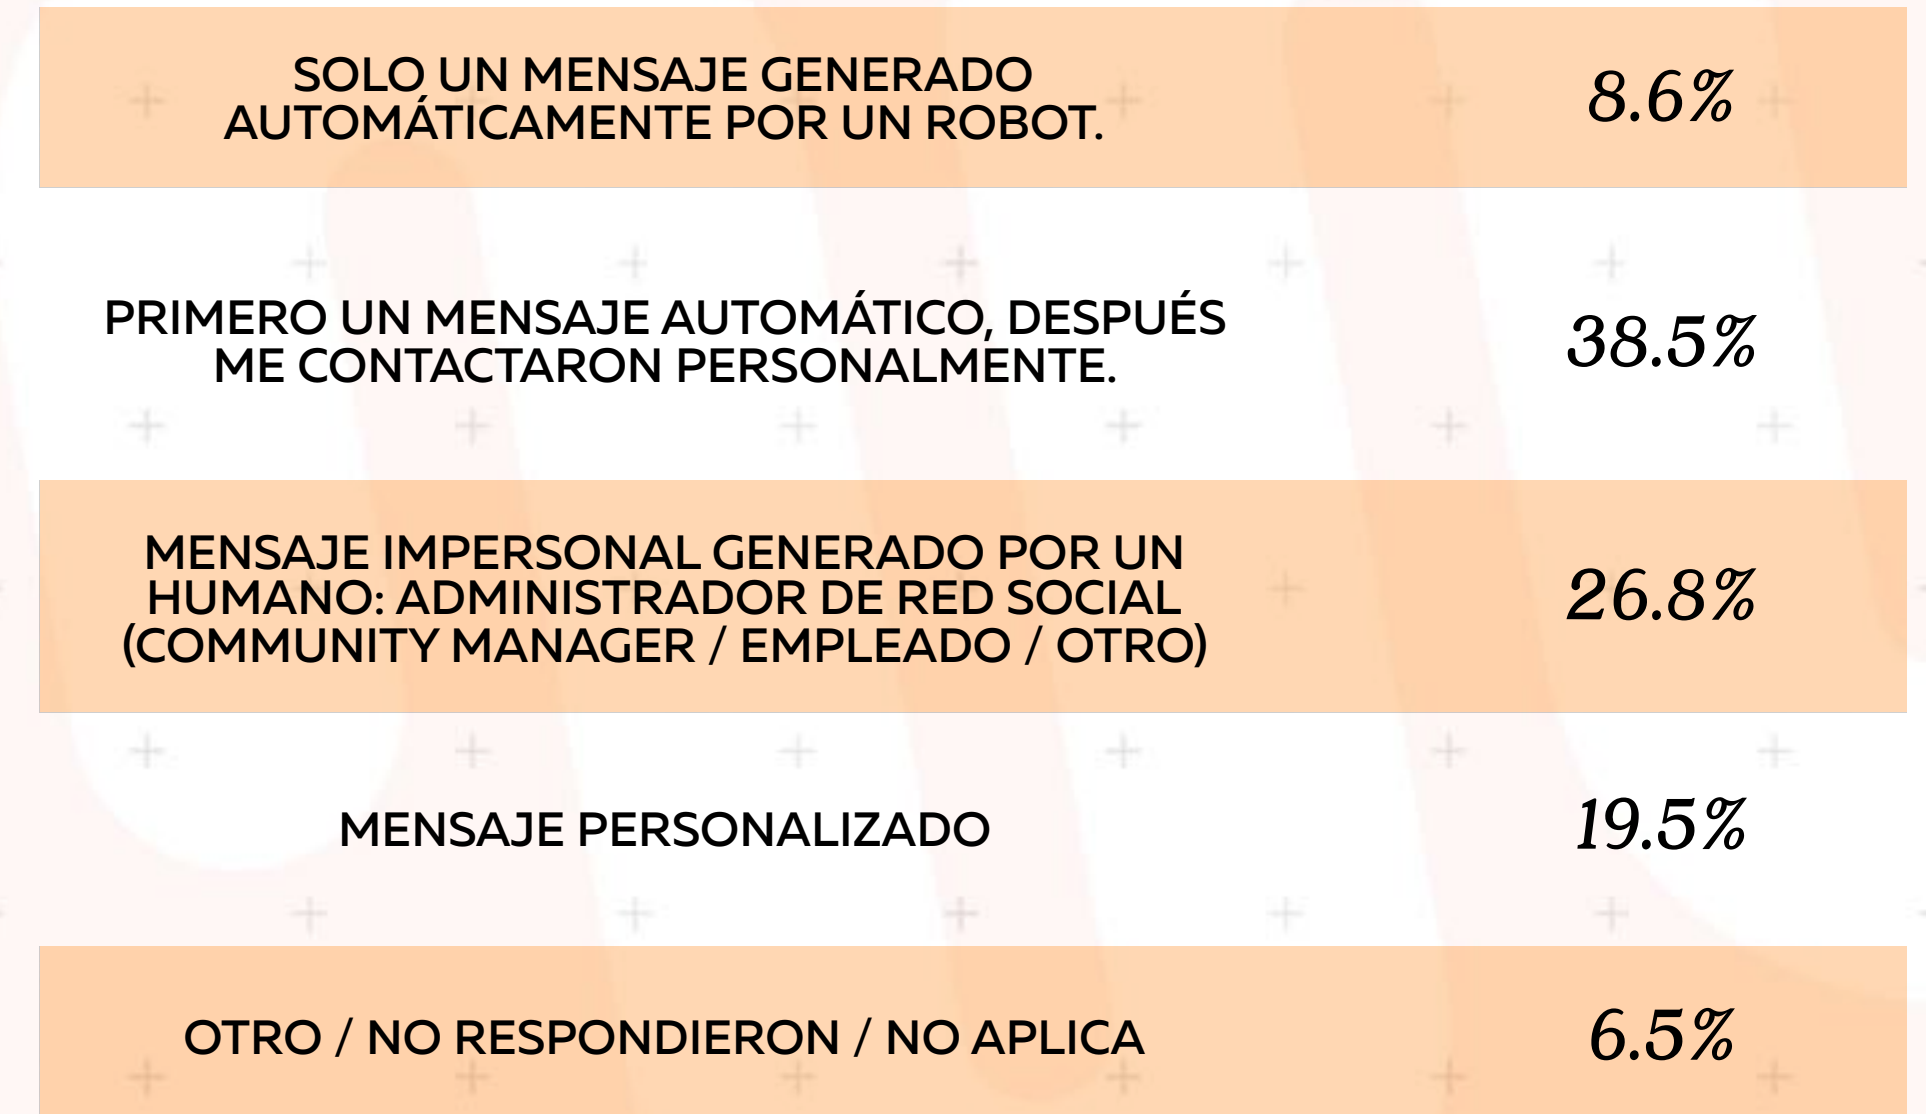 SOLO UN MENSAJE GENERADO
AUTOMÁTICAMENTE POR UN ROBOT.
8.6%
PRIMERO UN MENSAJE AUTOMÁTICO, DESPUÉS
ME CONTACTARON PERSONALMENTE.
38.5%
MENSAJE IMPERSONAL GENERADO POR UN
HUMANO: ADMINISTRADOR DE RED SOCIAL
(COMMUNITY MANAGER / EMPLEADO / OTRO)
26.8%
MENSAJE PERSONALIZADO
19.5%
OTRO / NO RESPONDIERON / NO APLICA
6.5%